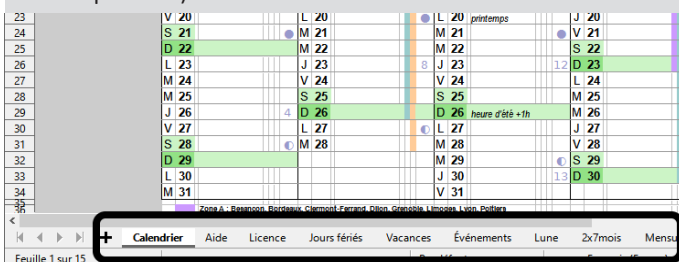 23 V 20 L 20 L 20 printemps J 20
24 S 21 M 21 M 21 V 21
25 D 22 M 22 M 22 S 22
26 L 23 J 23 8 J 23 12 D 23
27 M 24 V 24 V 24 L 24
28 M 25 S 25 S 25 M 25
29 J 26 4 D 26 D 26 heure d'été +1h M 26
30 V 27 L 27 L 27 J 27
31 S 28 M 28 M 28 V 28
32 D 29 M 29 S 29
33 L 30 J 30 13 D 30
34 M 31 V 31
35
36 Zone A : Besançon, Bordeaux, Clermont-Ferrand, Dijon, Grenoble, Limoges, Lyon, Poitiers
Calendrier Aide Licence Jours fériés Vacances Événements Lune 2x7mois Mensu
Feuille 1 sur 15